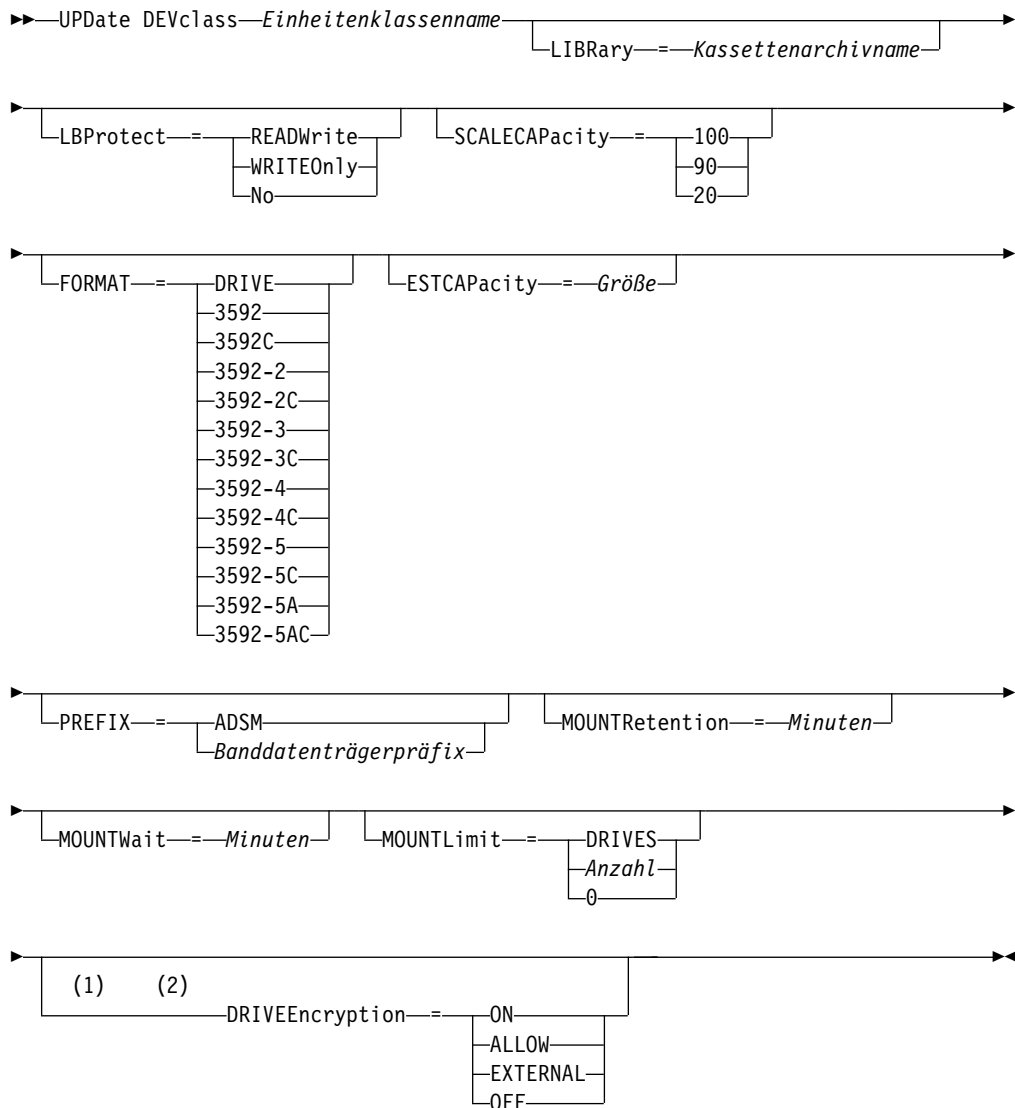 UPDate DEVclass Einheitenklassenname
LIBRary = Kassettenarchivname
LBProtect = READWrite SCALECAPacity = 100
WRITEOnly 90
No 20
FORMAT = DRIVE ESTCAPacity = Größe
3592
3592C
3592-2
3592-2C
3592-3
3592-3C
3592-4
3592-4C
3592-5
3592-5C
3592-5A
3592-5AC
PREFIX = ADSM MOUNTRetention = Minuten
Banddatenträgerpräfix
MOUNTWait = Minuten MOUNTLimit = DRIVES
Anzahl
0
(1) (2)
DRIVEEncryption = ON
ALLOW
EXTERNAL
OFF